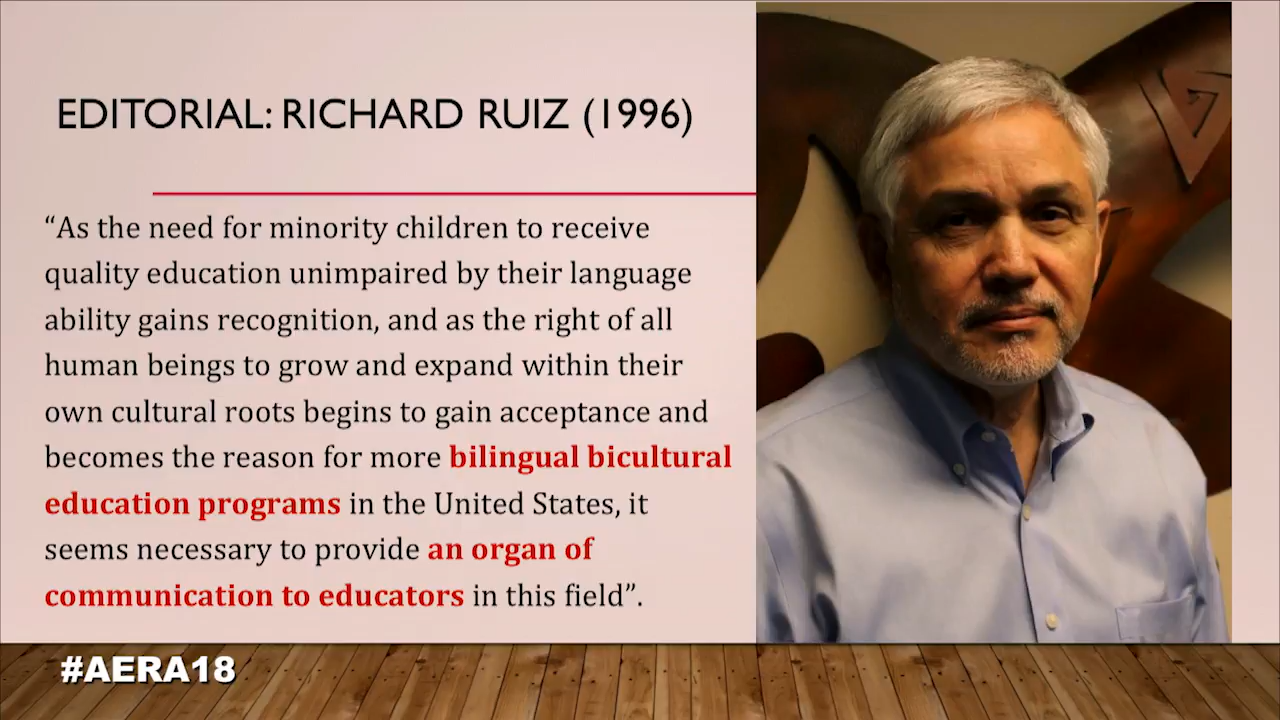 EDITORIAL: RICHARD RUIZ (1996)
“As the need for minority children to receive
quality education unimpaired by their language
ability gains recognition, and as the right of all
human beings to grow and expand within their
own cultural roots begins to gain acceptance and
becomes the reason for more bilingual bicultural
education programs in the United States, it
seems necessary to provide an organ of
communication to educators in this field”.
#AERA18